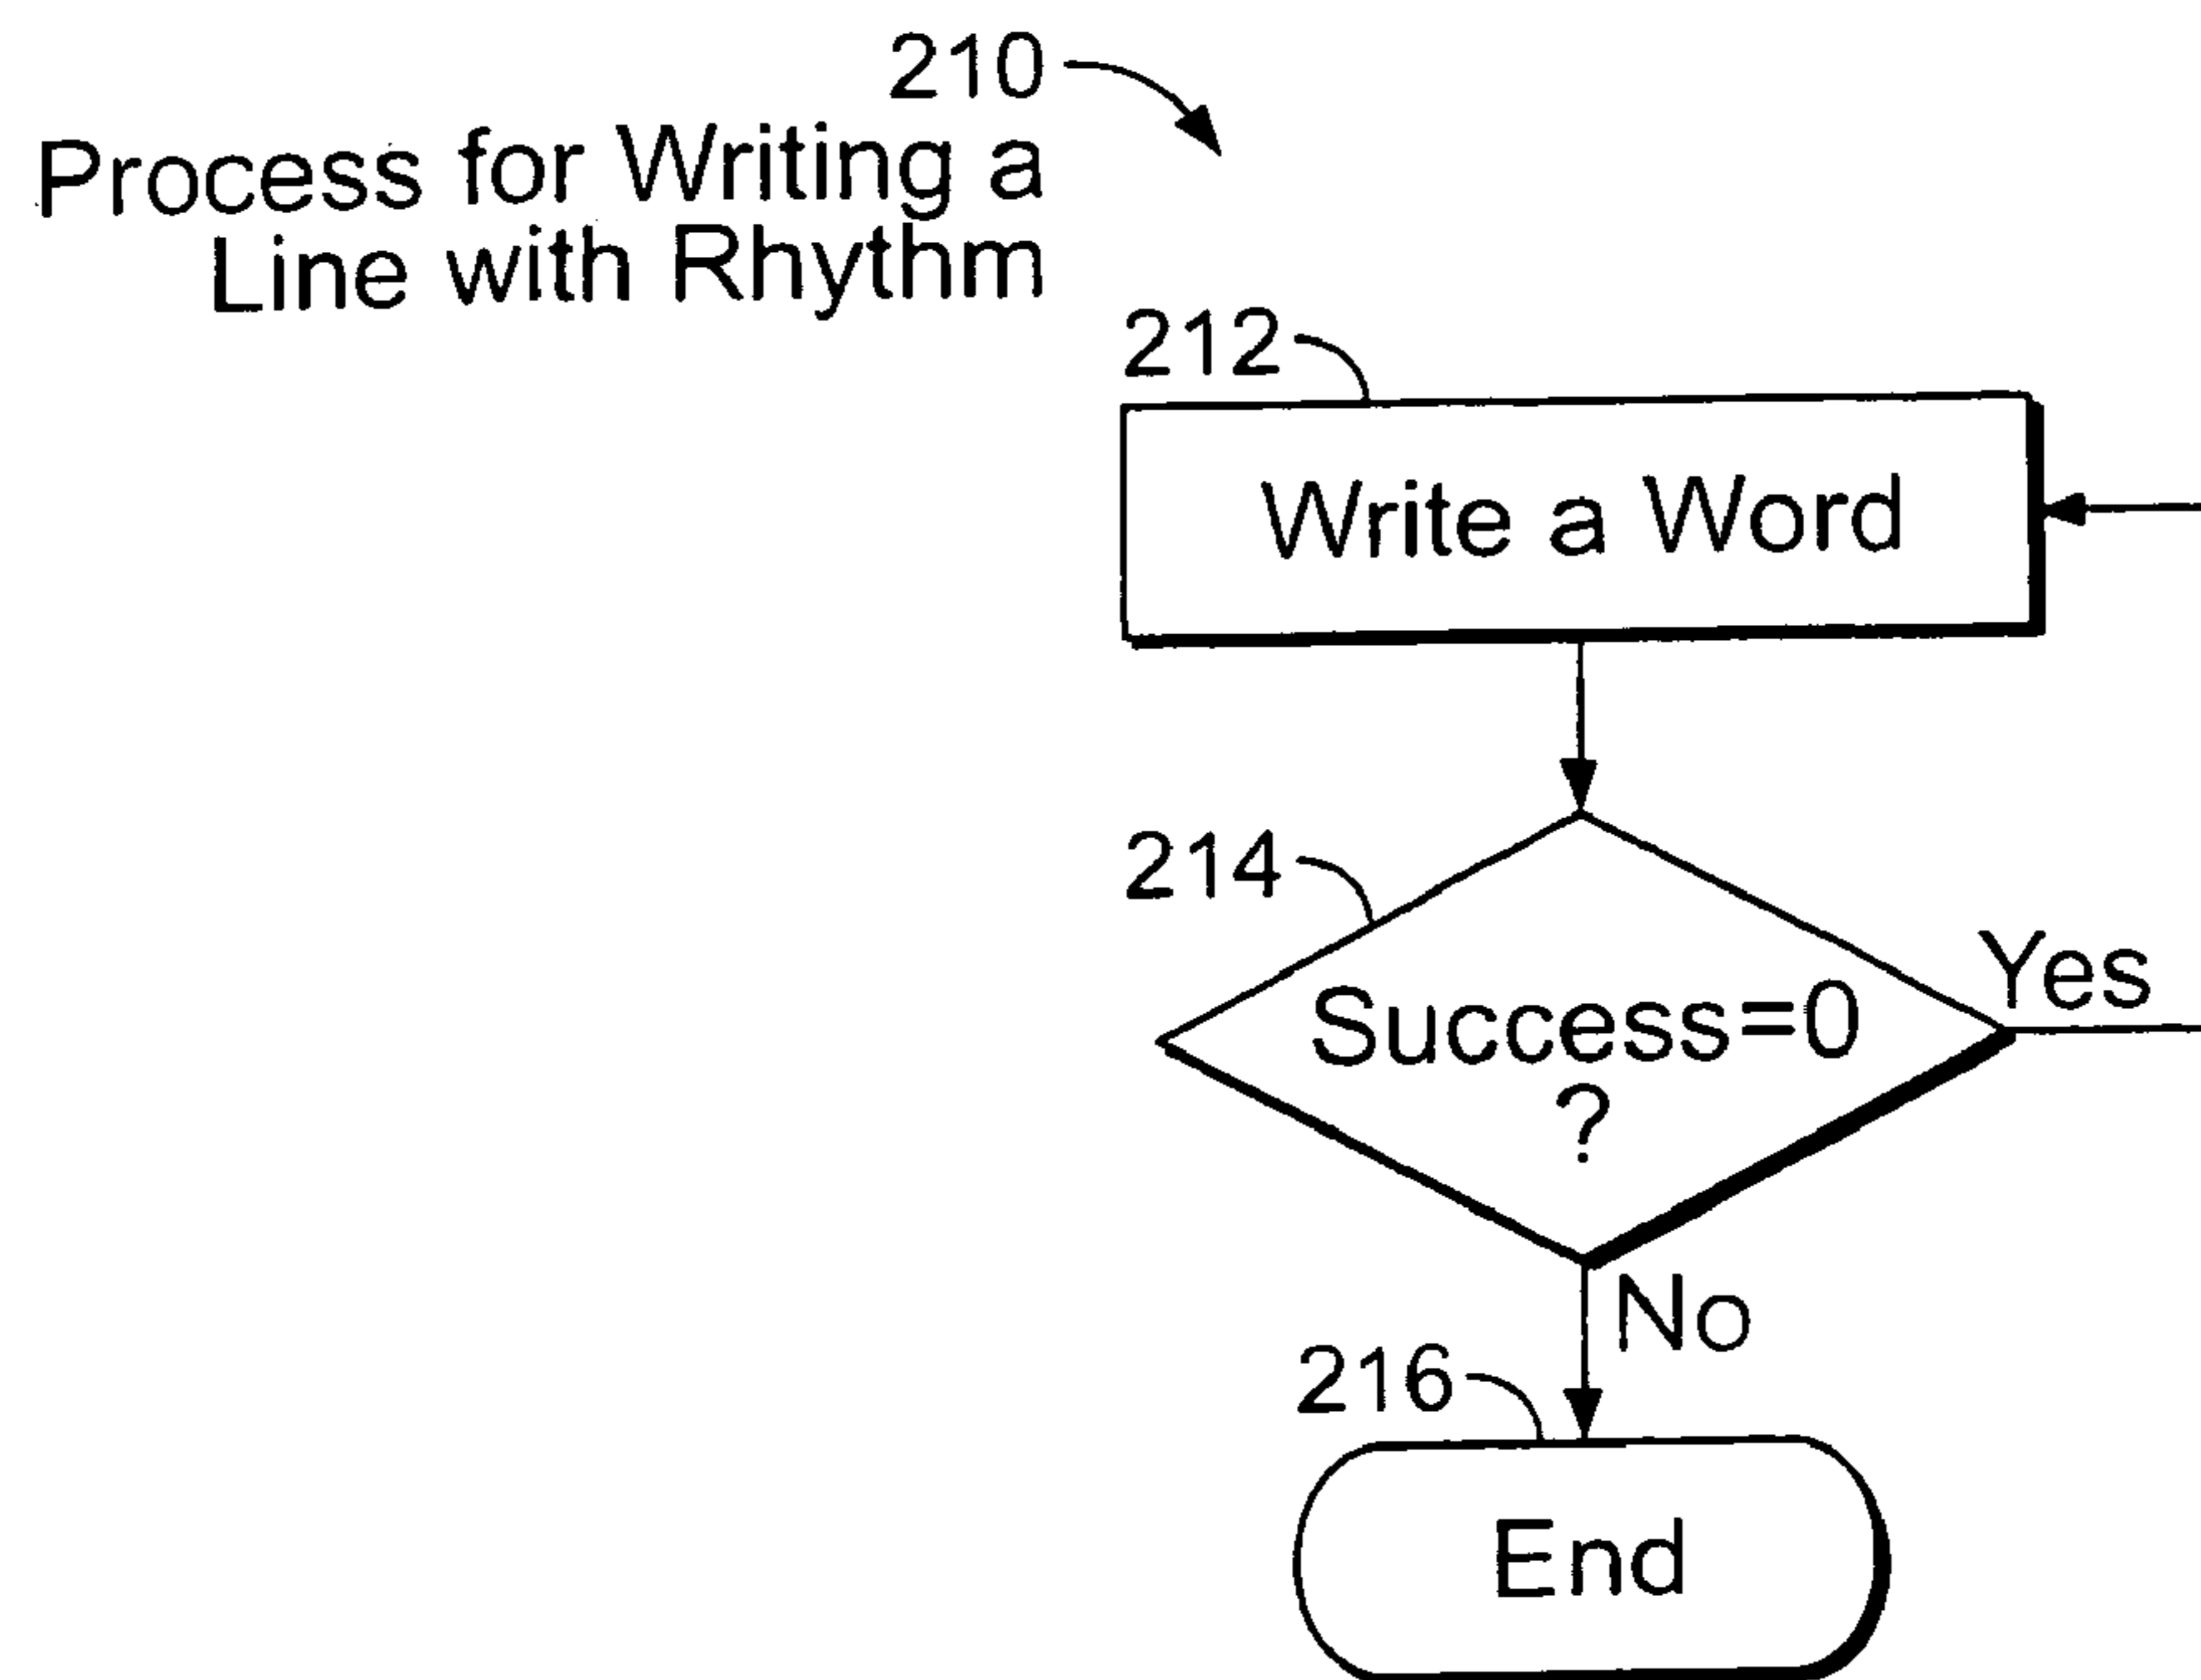 210
Process for Writing a
Line with Rhythm
212
Write a Word
214
Success=0
?
Yes
No
216
End